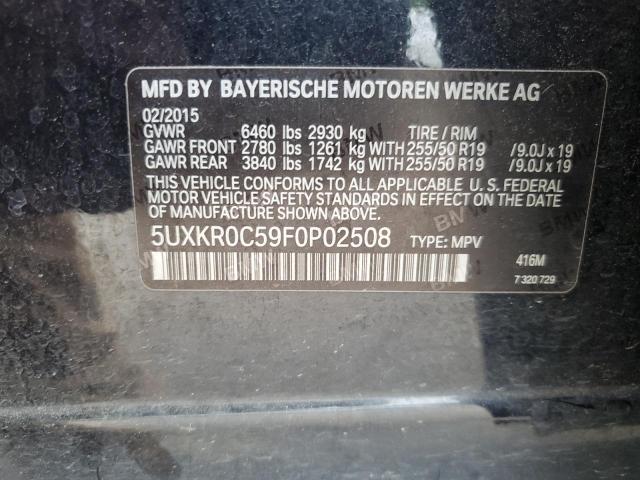 MFD BY BAYERISCHE MOTOREN WERKE AG
02/2015
GVWR 6460 lbs 2930 kg TIRE / RIM
GAWR FRONT 2780 lbs 1261 kg WITH 255/50 R19 /9.0J x 19
GAWR REAR 3840 lbs 1742 kg WITH 255/50 R19 /9.0J x 19
THIS VEHICLE CONFORMS TO ALL APPLICABLE U. S. FEDERAL
MOTOR VEHICLE SAFETY STANDARDS IN EFFECT ON THE DATE
OF MANUFACTURE SHOWN ABOVE.
5UXKR0C59F0P02508 TYPE: MPV
416M
7 320 729